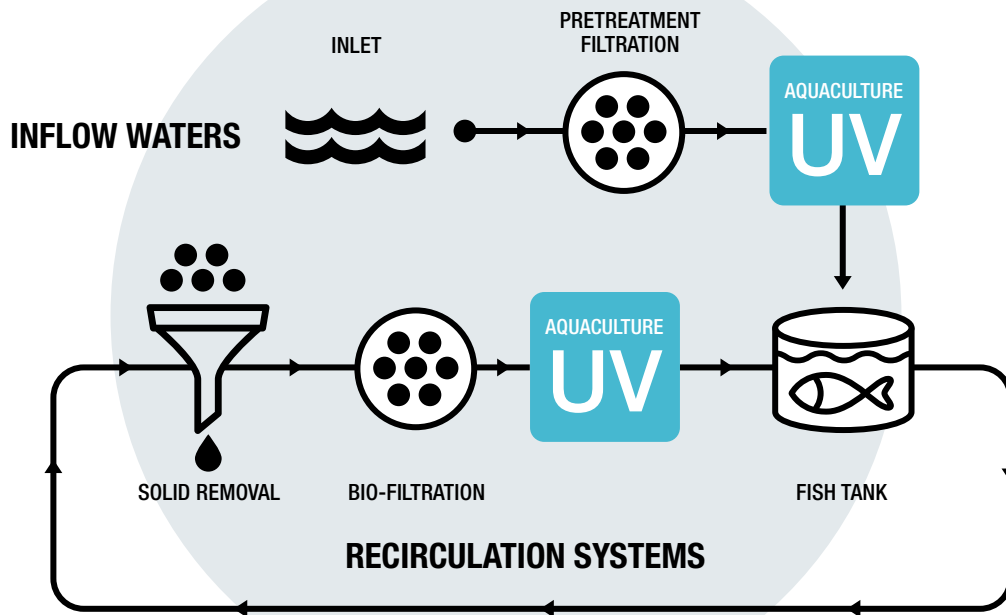 INLET
PRETREATMENT
FILTRATION
INFLOW WATERS
AQUACULTURE
UV
AQUACULTURE
UV
SOLID REMOVAL
BIO-FILTRATION
FISH TANK
RECIRCULATION SYSTEMS